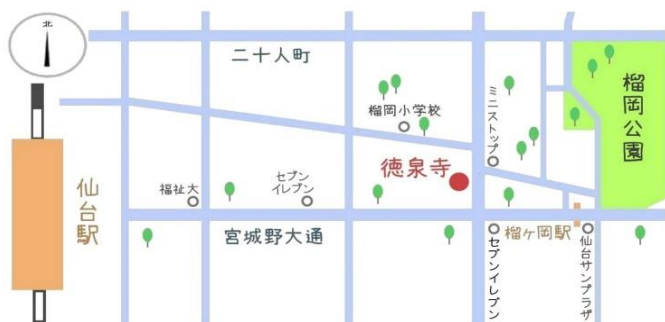 北
二十人町
榴岡公園
榴岡小学校
ミニストップ
徳泉寺
仙台駅
福祉大
セブン
イレブン
宮城野大通
セブンイレブン
榴ヶ岡駅
仙台サンプラザ